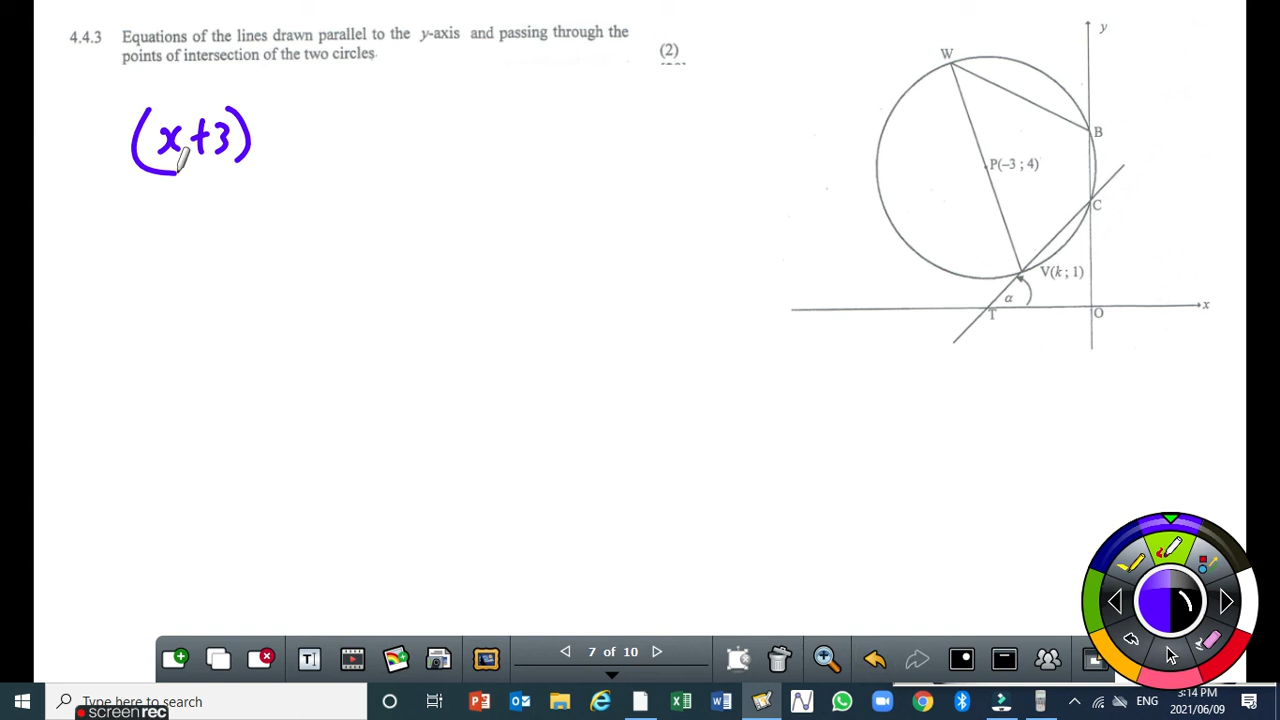 4.4.3 Equations of the lines drawn parallel to the y-axis and passing through the
points of intersection of the two circles
(2)
(x+3)
y
W
B
P(–3 ; 4)
C
V(k ; 1)
α
T
O
x
7 of 10
Type here to search
ENG
3:14 PM
2021/06/09
screenrec